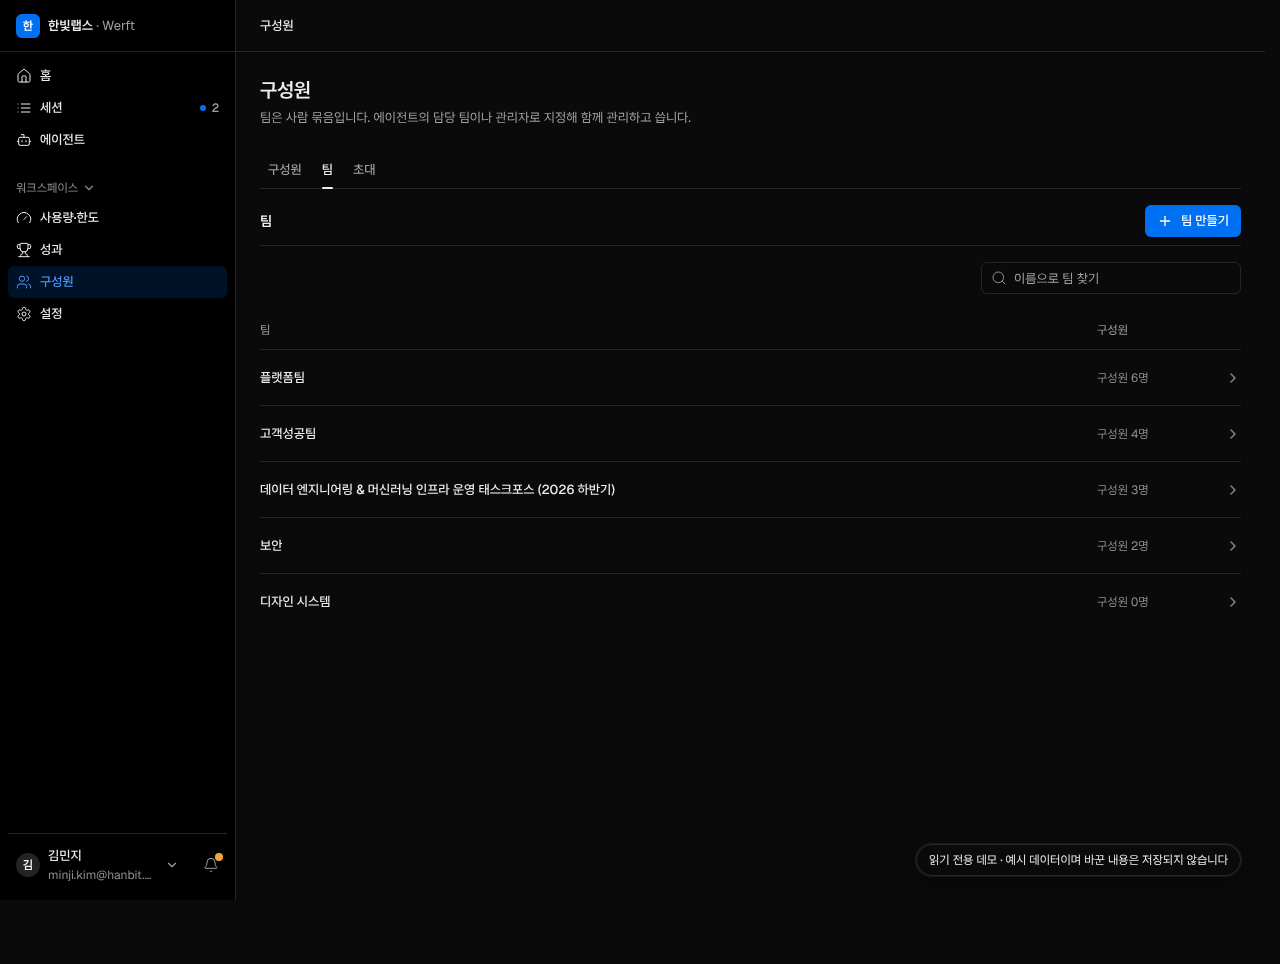 한 한빛랩스 · Werft
홈
세션 2
에이전트
워크스페이스
사용량·한도
성과
구성원
설정
김 김민지
minji.kim@hanbit....
구성원
구성원
팀은 사람 묶음입니다. 에이전트의 담당 팀이나 관리자로 지정해 함께 관리하고 씁니다.
구성원 팀 초대
팀 팀 만들기
이름으로 팀 찾기
팀 구성원
플랫폼팀 구성원 6명
고객성공팀 구성원 4명
데이터 엔지니어링 & 머신러닝 인프라 운영 태스크포스 (2026 하반기) 구성원 3명
보안 구성원 2명
디자인 시스템 구성원 0명
읽기 전용 데모 · 예시 데이터이며 바꾼 내용은 저장되지 않습니다